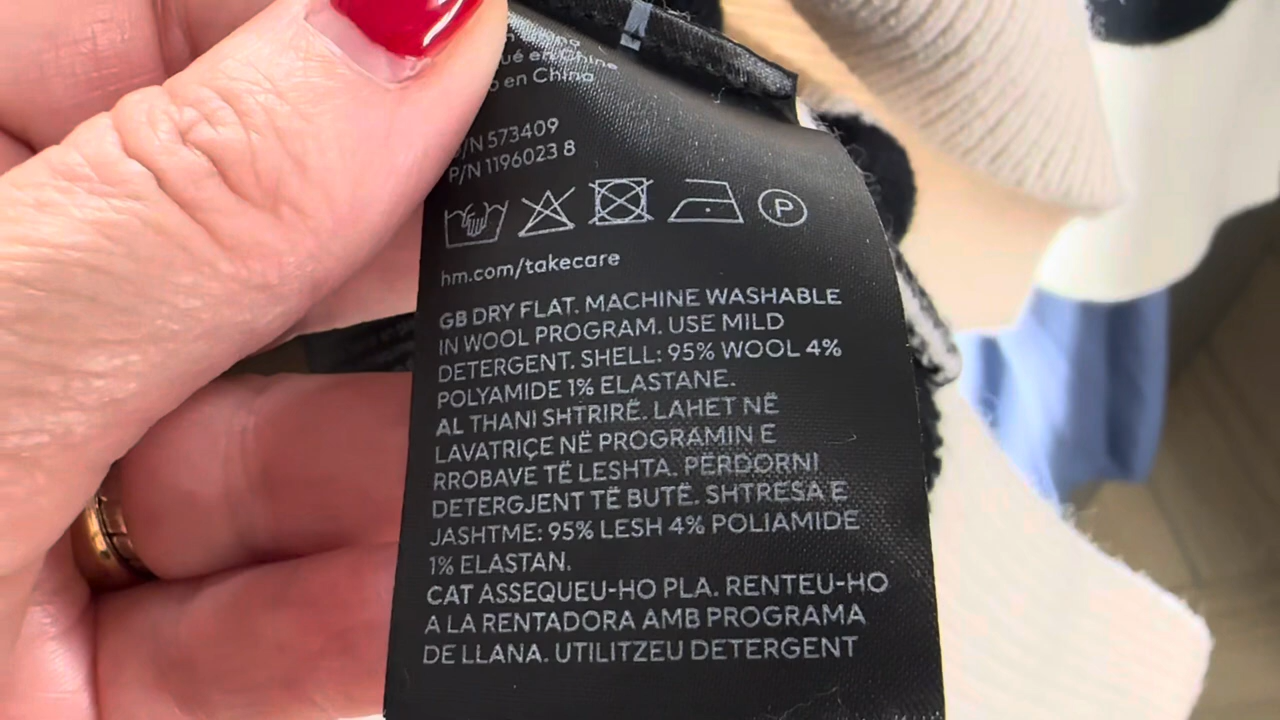 en Chine
en China
/N 573409
P/N 1196023 8
P
hm.com/takecare
GB DRY FLAT. MACHINE WASHABLE
IN WOOL PROGRAM. USE MILD
DETERGENT. SHELL: 95% WOOL 4%
POLYAMIDE 1% ELASTANE.
AL THANI SHTRIRË. LAHET NË
LAVATRIÇE NË PROGRAMIN E
RROBAVE TË LESHTA. PËRDORNI
DETERGJENT TË BUTË. SHTRESA E
JASHTME: 95% LESH 4% POLIAMIDE
1% ELASTAN.
CAT ASSEQUEU-HO PLA. RENTEU-HO
A LA RENTADORA AMB PROGRAMA
DE LLANA. UTILITZEU DETERGENT